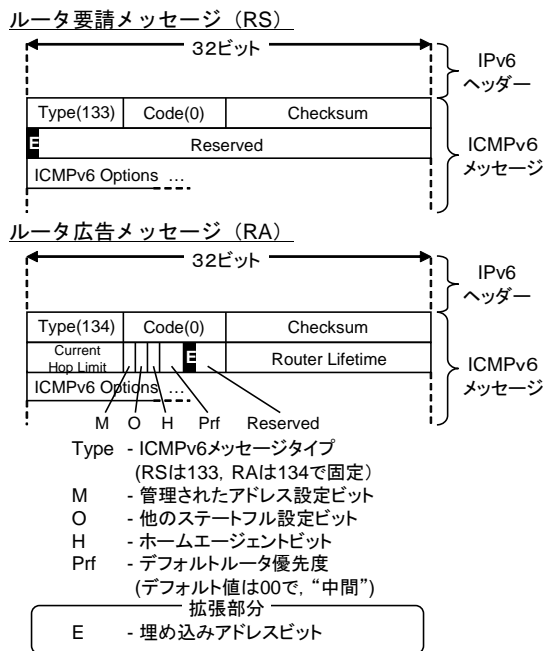 ルータ要請メッセージ（RS）
32ビット
IPv6
ヘッダー
Type(133) Code(0) Checksum
E Reserved
ICMPv6
メッセージ
ICMPv6 Options …
ルータ広告メッセージ（RA）
32ビット
IPv6
ヘッダー
Type(134) Code(0) Checksum
Current
Hop Limit
E
Router Lifetime
ICMPv6
メッセージ
ICMPv6 Options …
M O H Prf Reserved
Type - ICMPv6メッセージタイプ
(RSは133，RAは134で固定）
M - 管理されたアドレス設定ビット
O - 他のステートフル設定ビット
H - ホームエージェントビット
Prf - デフォルトルータ優先度
(デフォルト値は00で，“中間”)
拡張部分
E - 埋め込みアドレスビット